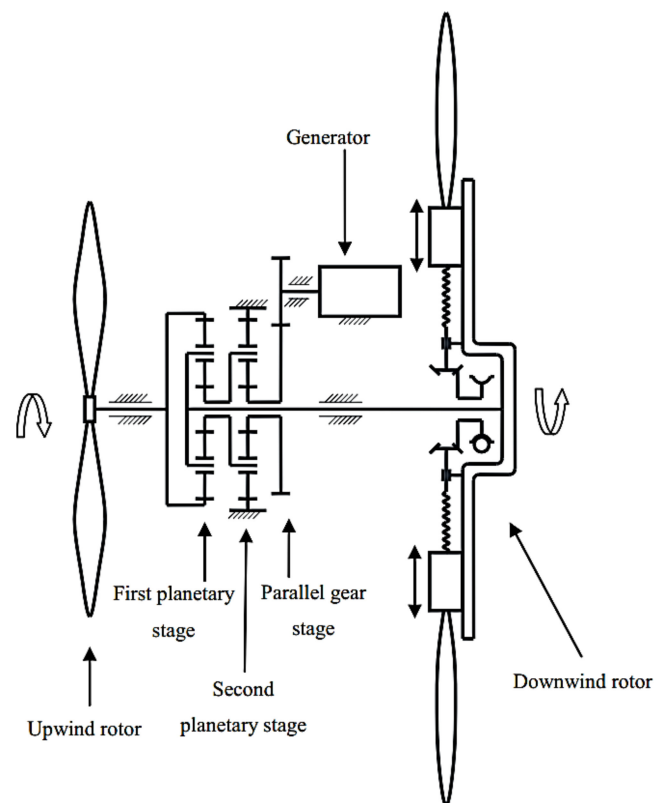 Generator
First planetary
stage
Parallel gear
stage
Second
planetary stage
Downwind rotor
Upwind rotor